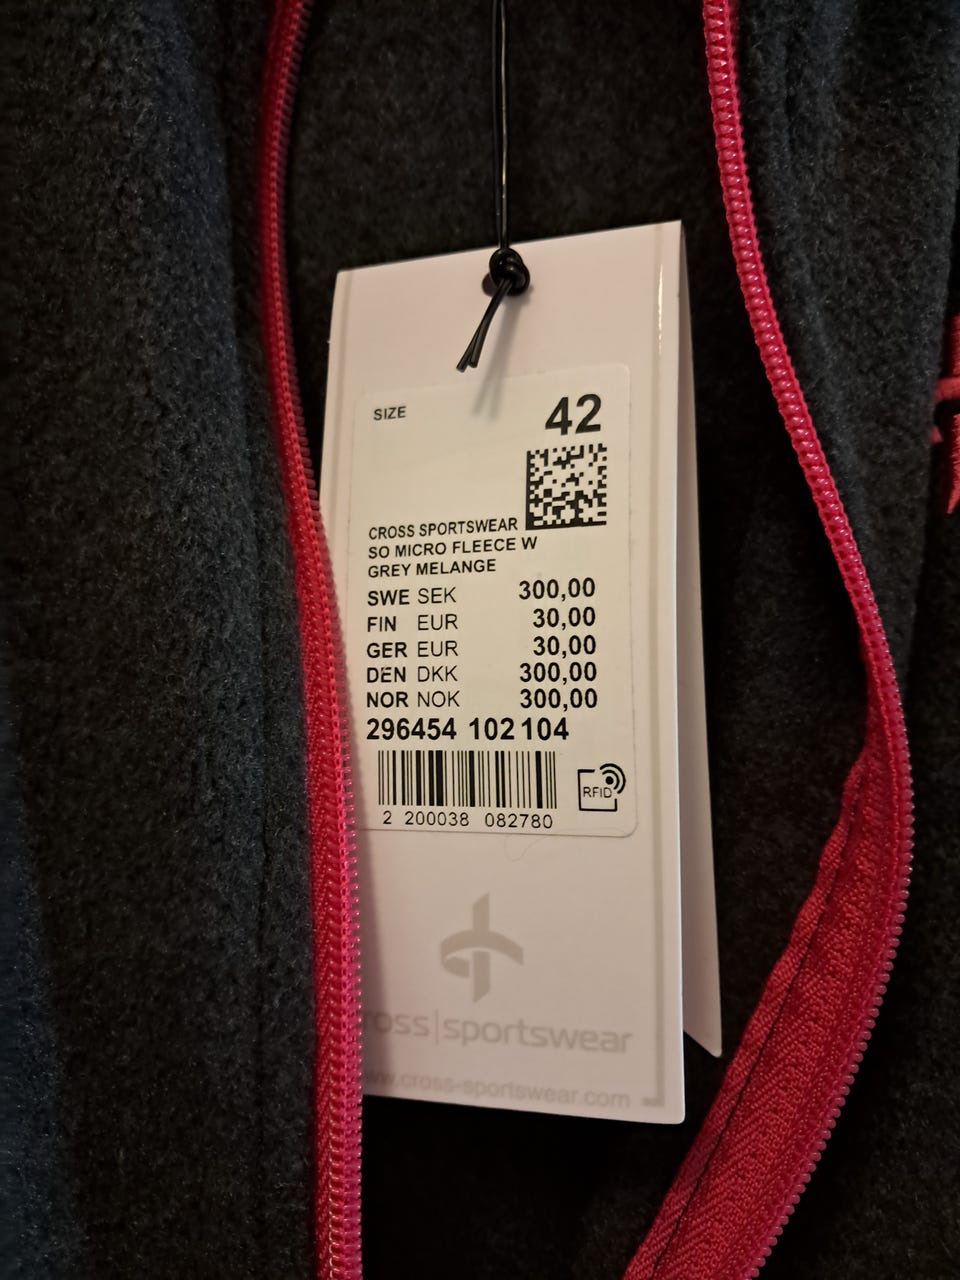 SIZE 42
CROSS SPORTSWEAR
SO MICRO FLEECE W
GREY MELANGE
SWE SEK 300,00
FIN EUR 30,00
GER EUR 30,00
DEN DKK 300,00
NOR NOK 300,00
296454 102104
RFID
2 200038 082780
ross|sportswear
www.cross-sportswear.com